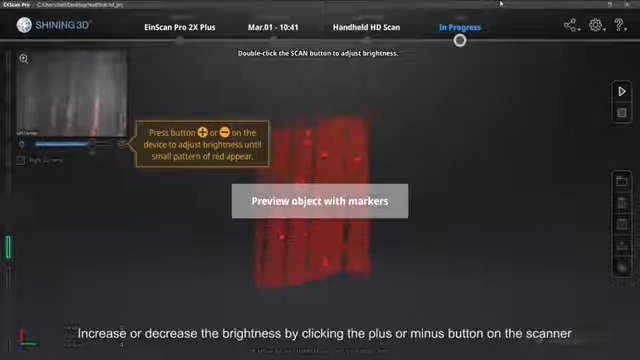 EXScan Pro
SHINING 3D
EinScan Pro 2X Plus
Mar.01 - 10:41
Handheld HD Scan
In Progress
Double-click the SCAN button to adjust brightness.
Press button + or - on the
device to adjust brightness until
small pattern of red appear.
Preview object with markers
Increase or decrease the brightness by clicking the plus or minus button on the scanner